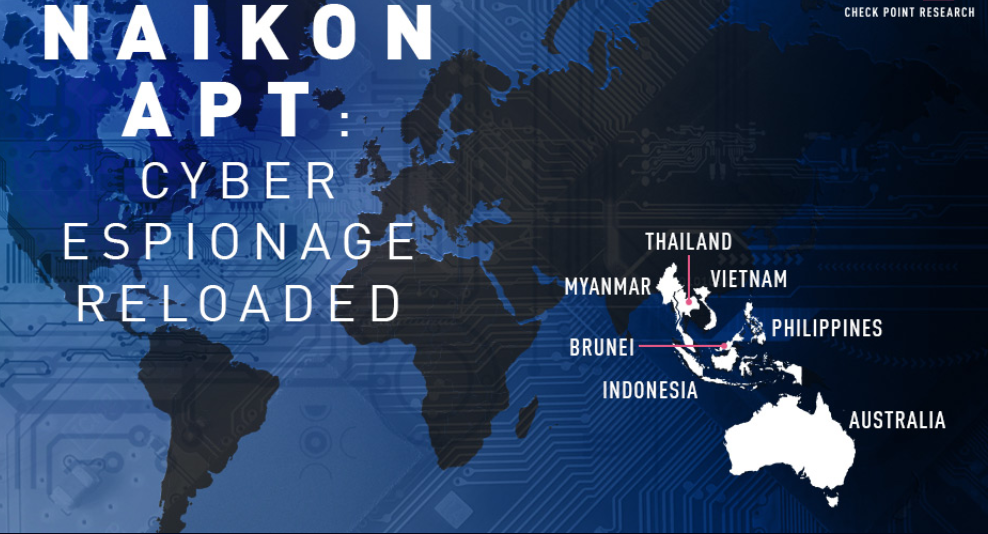 CHECK POINT RESEARCH
NAIKON
APT:
CYBER
ESPIONAGE
RELOADED
THAILAND
MYANMAR
VIETNAM
PHILIPPINES
BRUNEI
INDONESIA
AUSTRALIA